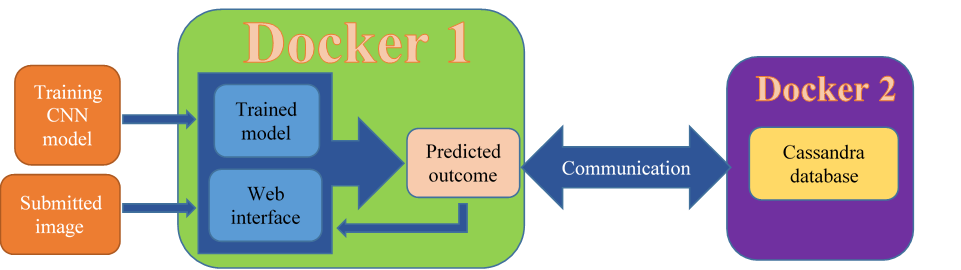 Docker 1
Training
CNN
model
Trained
model
Submitted
image
Web
interface
Predicted
outcome
Communication
Docker 2
Cassandra
database